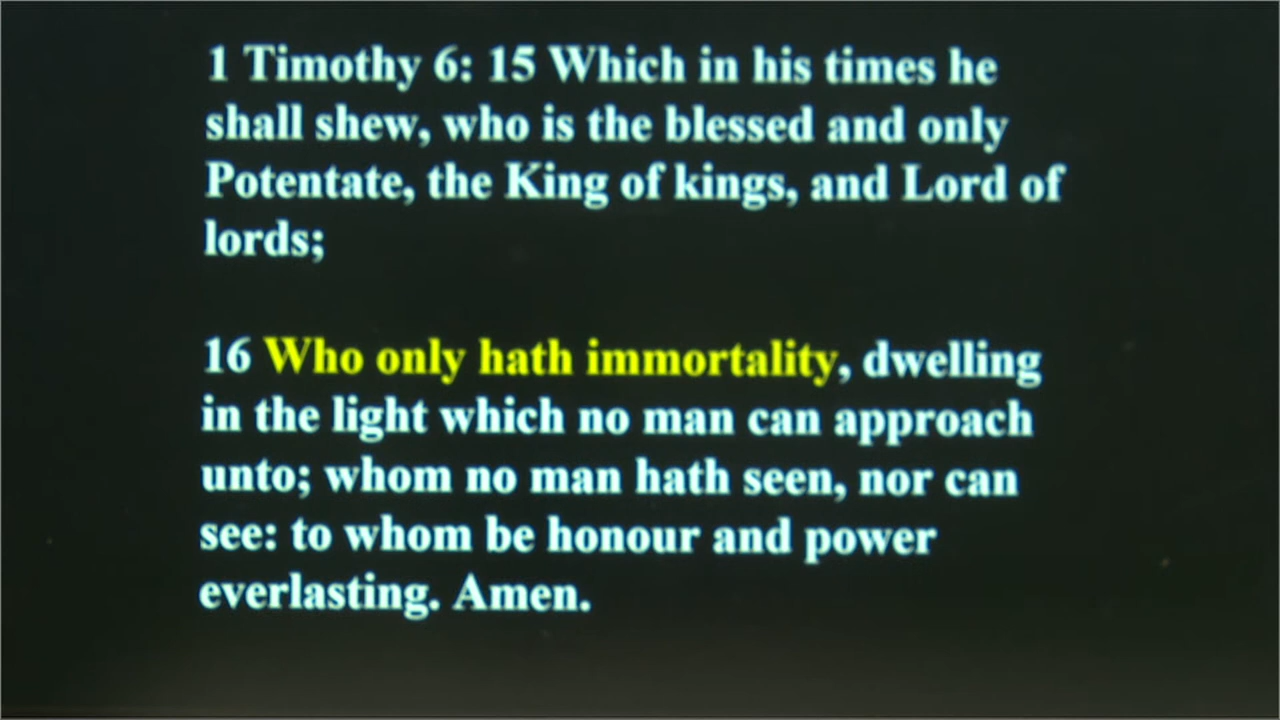 1 Timothy 6: 15 Which in his times he
shall shew, who is the blessed and only
Potentate, the King of kings, and Lord of
lords;
16 Who only hath immortality, dwelling
in the light which no man can approach
unto; whom no man hath seen, nor can
see: to whom be honour and power
everlasting. Amen.